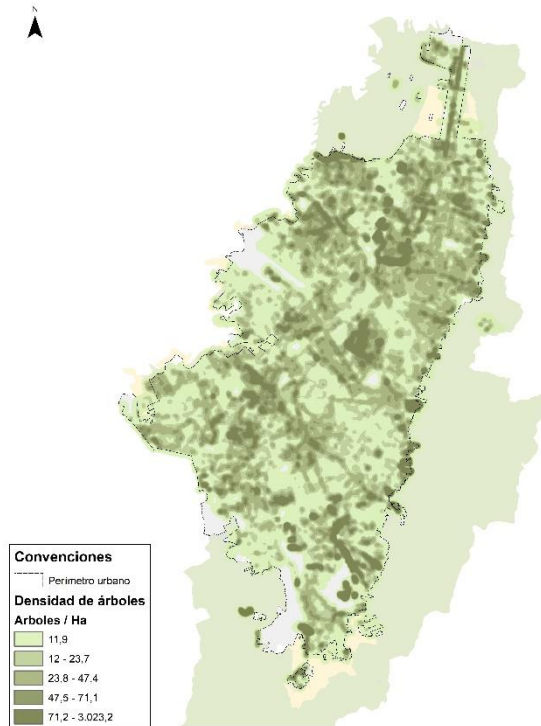 N
Convenciones
Perimetro urbano
Densidad de árboles
Arboles / Ha
11,9
12 - 23,7
23,8 - 47,4
47,5 - 71,1
71,2 - 3.023,2